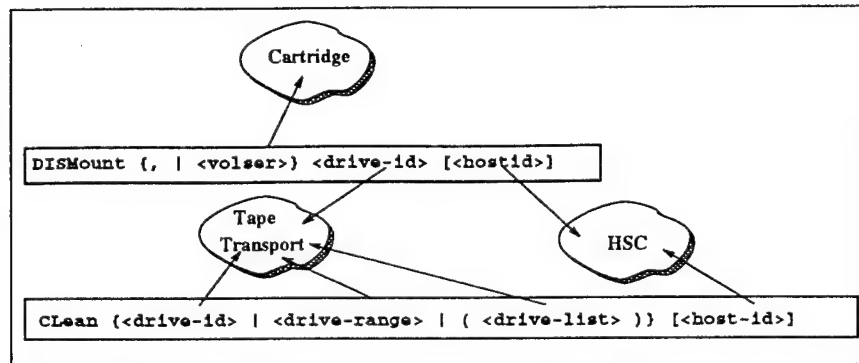 Cartridge
DISMount {, | <volser>} <drive-id> [<hostid>]
Tape
Transport
HSC
CLean {<drive-id> | <drive-range> | ( <drive-list> )} [<host-id>]